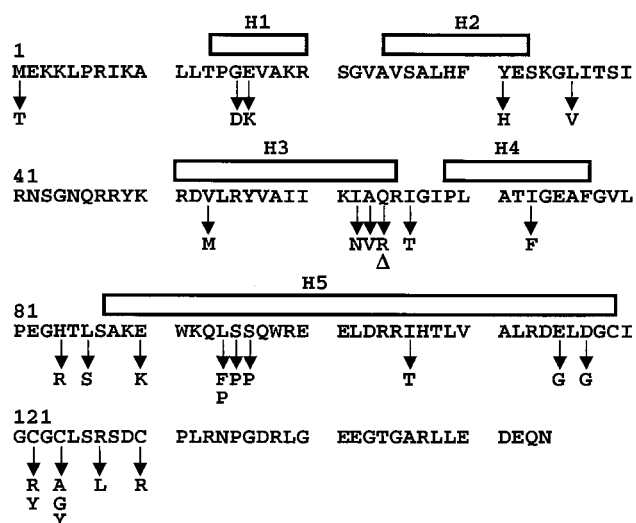 H1 H2
1
MEKKLPRIKA LLTPGEVAKR SGVAVSALHF YESKGLITSI
T DK H V
H3 H4
41
RNSGNQRRYK RDVLRYVAII KIAQRIGIPL ATIGEAFGVL
M NVR T F
Δ
H5
81
PEGHTLSAKE WKQLSSQWRE ELDRRIHTLV ALRDELDGCI
R S K FPP T G G
P
121
GCGCLSRSDC PLRNPGDRLG EEGTGARLLE DEQN
R A L R
Y G
Y